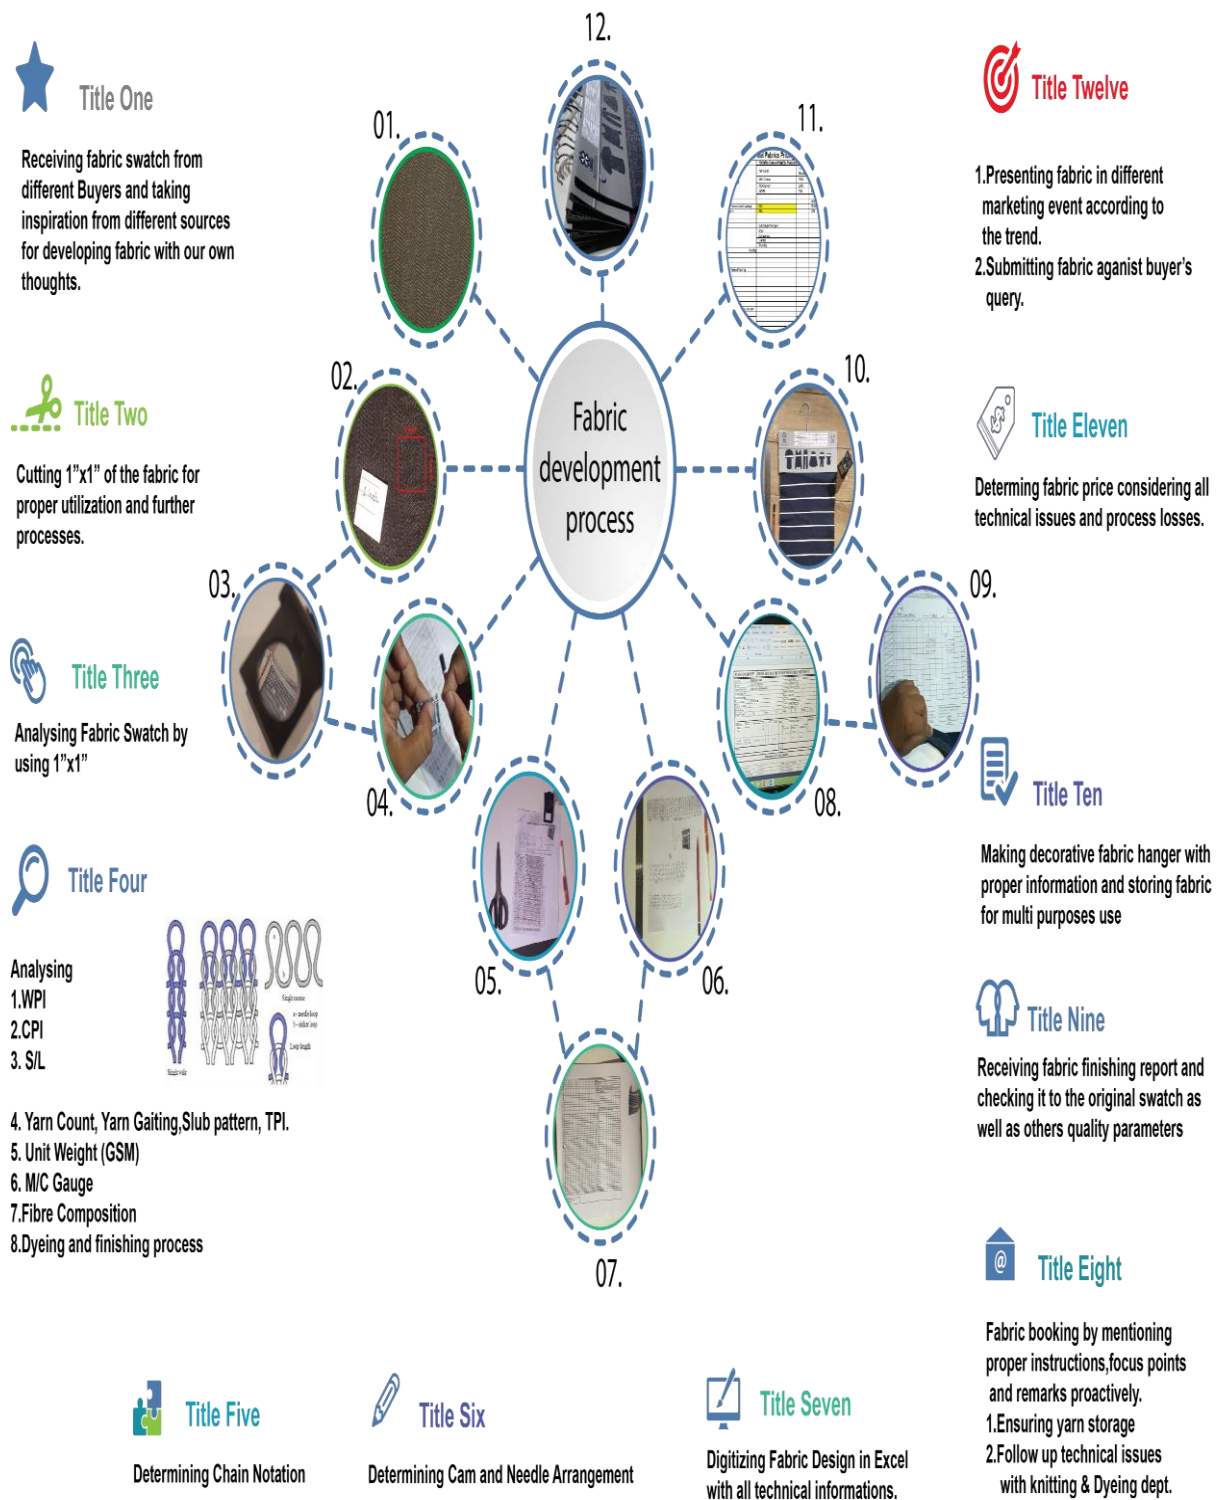 12.
01.
11.
02.
10.
03.
09.
04.
08.
05.
06.
07.
Fabric
development
process
Title One
Receiving fabric swatch from
different Buyers and taking
inspiration from different sources
for developing fabric with our own
thoughts.
Title Two
Cutting 1”x1” of the fabric for
proper utilization and further
processes.
Title Three
Analysing Fabric Swatch by
using 1”x1”
Title Four
Analysing
1.WPI
2.CPI
3. S/L
Single wale
Single course
a - needle loop
b - sinker loop
Loop length
4. Yarn Count, Yarn Gaiting,Slub pattern, TPI.
5. Unit Weight (GSM)
6. M/C Gauge
7.Fibre Composition
8.Dyeing and finishing process
Title Five
Determining Chain Notation
Title Six
Determining Cam and Needle Arrangement
Title Seven
Digitizing Fabric Design in Excel
with all technical informations.
Title Eight
Fabric booking by mentioning
proper instructions,focus points
and remarks proactively.
1.Ensuring yarn storage
2.Follow up technical issues
with knitting & Dyeing dept.
Title Nine
Receiving fabric finishing report and
checking it to the original swatch as
well as others quality parameters
Title Ten
Making decorative fabric hanger with
proper information and storing fabric
for multi purposes use
Title Eleven
Determing fabric price considering all
technical issues and process losses.
Title Twelve
1.Presenting fabric in different
marketing event according to
the trend.
2.Submitting fabric aganist buyer’s
query.